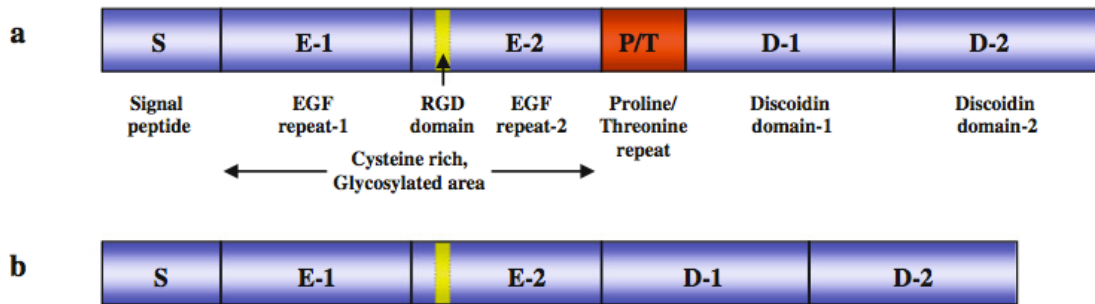 a
S E-1 E-2 P/T D-1 D-2
Signal peptide
EGF repeat-1
RGD domain
EGF repeat-2
Proline/ Threonine repeat
Discoidin domain-1
Discoidin domain-2
Cysteine rich,
Glycosylated area
b
S E-1 E-2 D-1 D-2